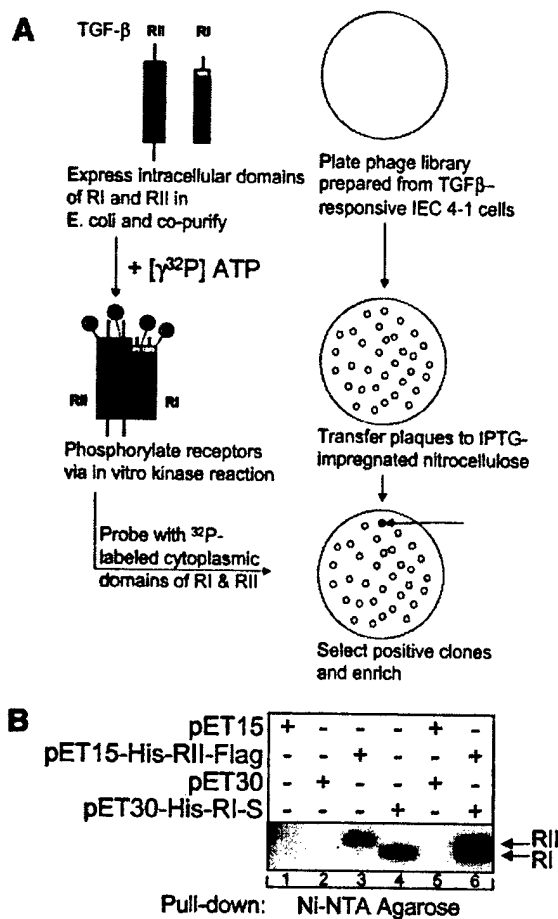 A
TGF-β RII RI
Express intracellular domains
of RI and RII in
E. coli and co-purify
+ [γ32P] ATP
RII RI
Phosphorylate receptors
via in vitro kinase reaction
Probe with 32P-
labeled cytoplasmic
domains of RI & RII
Plate phage library
prepared from TGFβ–
responsive IEC 4-1 cells
Transfer plaques to IPTG-
impregnated nitrocellulose
Select positive clones
and enrich
B
pET15 + - - - + -
pET15-His-RII-Flag - - + - - +
pET30 - + - - + -
pET30-His-RI-S - - - + - +
RII
RI
1 2 3 4 5 6
Pull-down: Ni-NTA Agarose